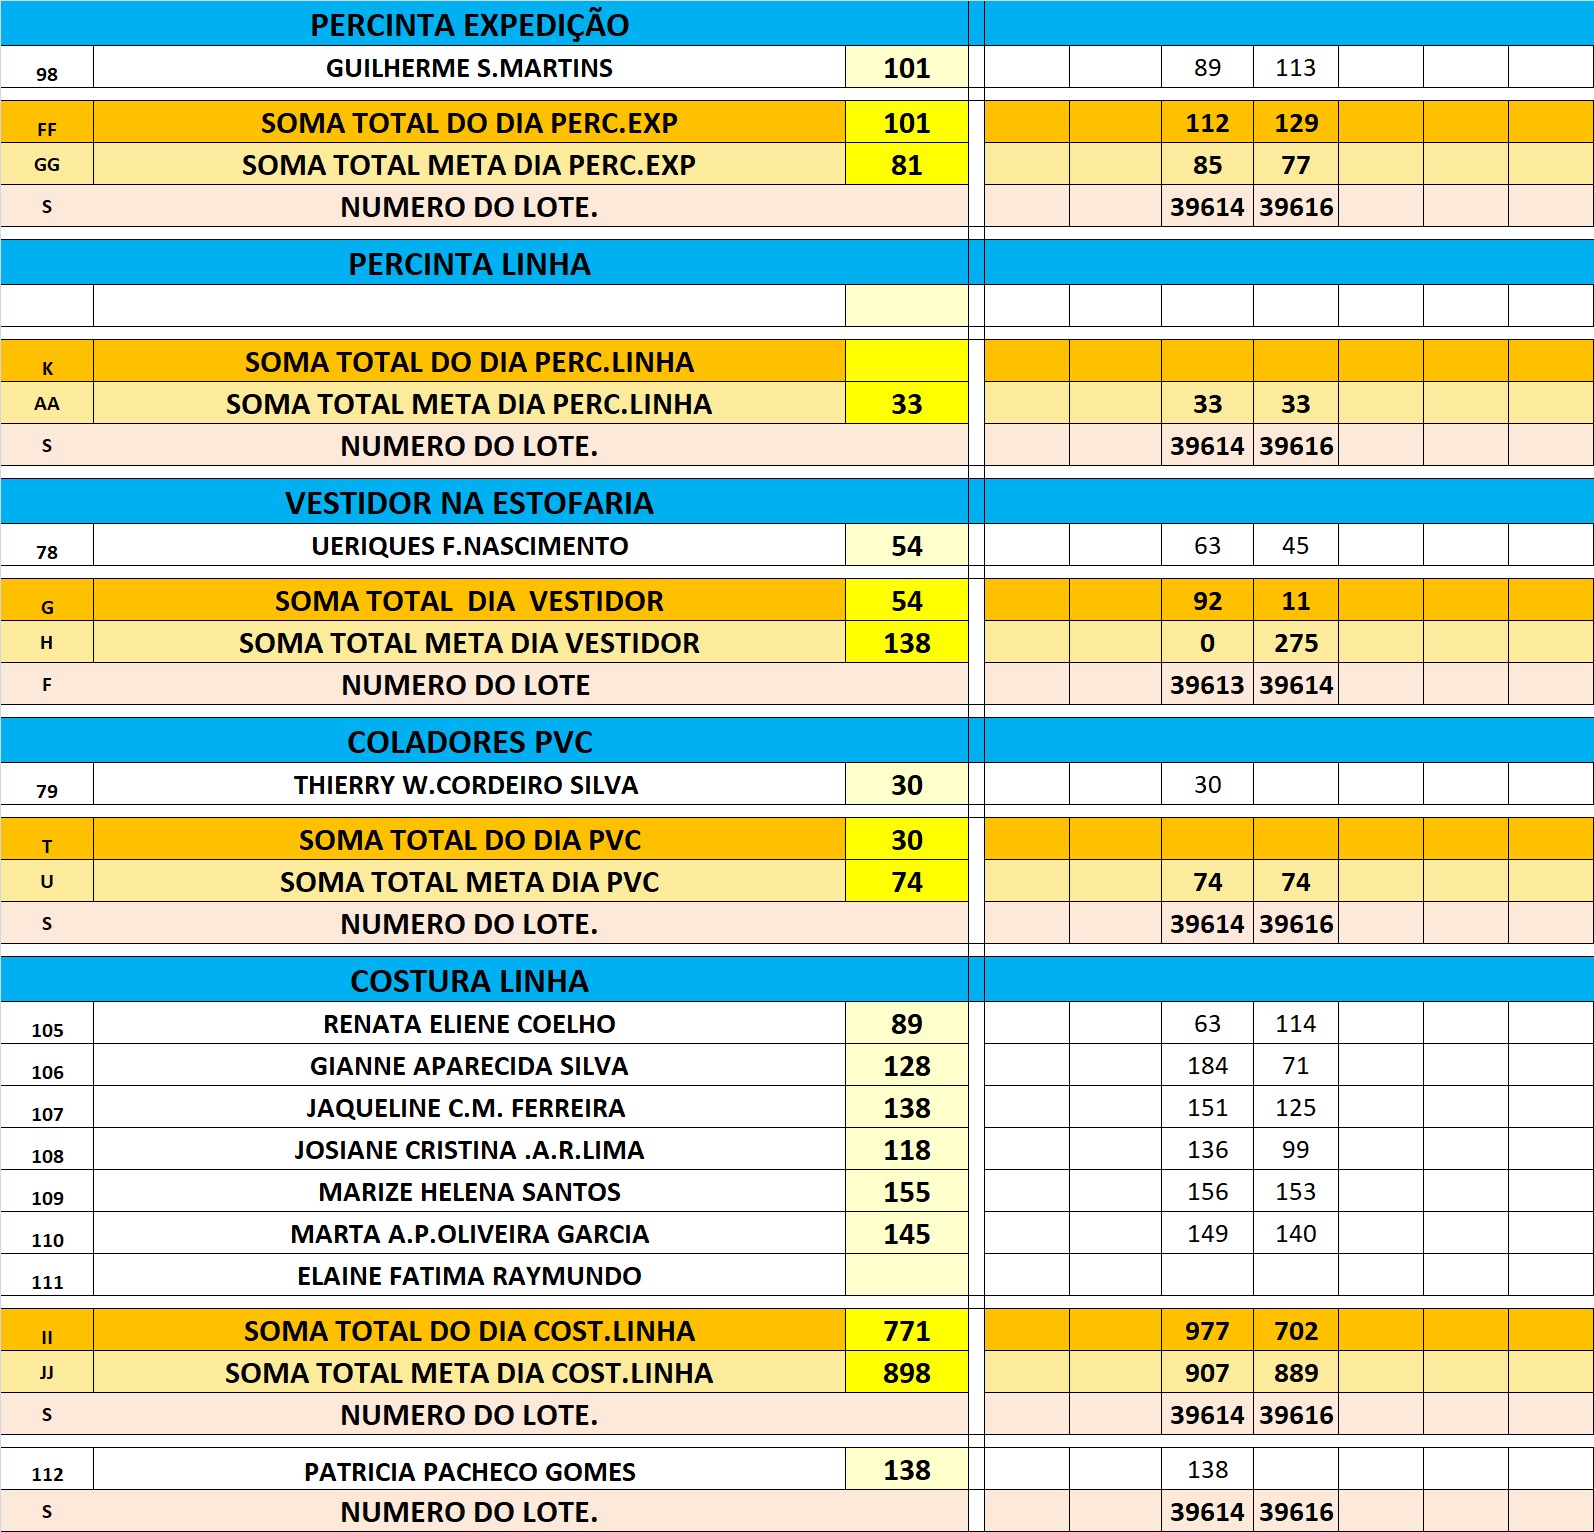 PERCINTA EXPEDIÇÃO
98 GUILHERME S.MARTINS 101 89 113
FF SOMA TOTAL DO DIA PERC.EXP 101 112 129
GG SOMA TOTAL META DIA PERC.EXP 81 85 77
S NUMERO DO LOTE. 39614 39616
PERCINTA LINHA
K SOMA TOTAL DO DIA PERC.LINHA
AA SOMA TOTAL META DIA PERC.LINHA 33 33 33
S NUMERO DO LOTE. 39614 39616
VESTIDOR NA ESTOFARIA
78 UERIQUES F.NASCIMENTO 54 63 45
G SOMA TOTAL DIA VESTIDOR 54 92 11
H SOMA TOTAL META DIA VESTIDOR 138 0 275
F NUMERO DO LOTE 39613 39614
COLADORES PVC
79 THIERRY W.CORDEIRO SILVA 30 30
T SOMA TOTAL DO DIA PVC 30
U SOMA TOTAL META DIA PVC 74 74 74
S NUMERO DO LOTE. 39614 39616
COSTURA LINHA
105 RENATA ELIENE COELHO 89 63 114
106 GIANNE APARECIDA SILVA 128 184 71
107 JAQUELINE C.M. FERREIRA 138 151 125
108 JOSIANE CRISTINA .A.R.LIMA 118 136 99
109 MARIZE HELENA SANTOS 155 156 153
110 MARTA A.P.OLIVEIRA GARCIA 145 149 140
111 ELAINE FATIMA RAYMUNDO
II SOMA TOTAL DO DIA COST.LINHA 771 977 702
JJ SOMA TOTAL META DIA COST.LINHA 898 907 889
S NUMERO DO LOTE. 39614 39616
112 PATRICIA PACHECO GOMES 138 138
S NUMERO DO LOTE. 39614 39616